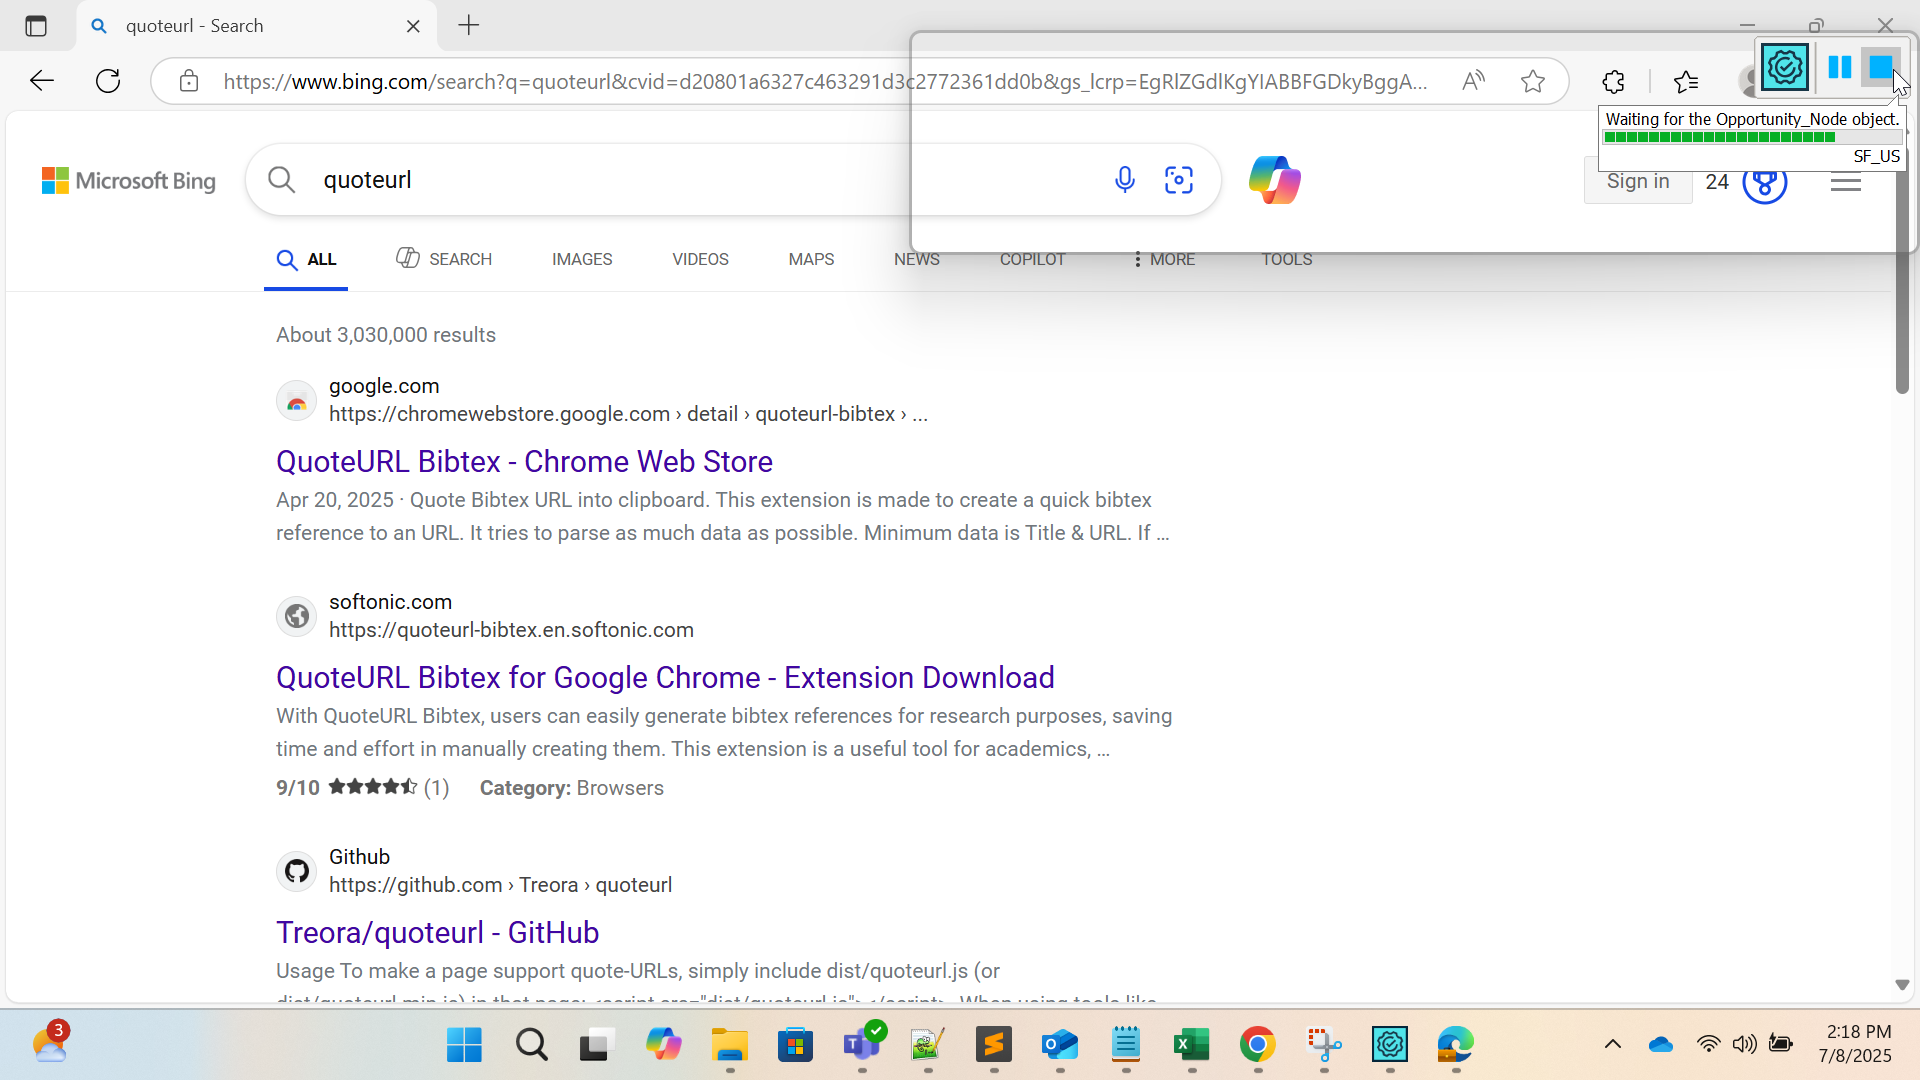 quoteurl - Search
https://www.bing.com/search?q=quoteurl&cvid=d20801a6327c463291d3c2772361dd0b&gs_lcrp=EgRlZGdlKgYIABBFGDkyBggA...
Waiting for the Opportunity_Node object.
SF_US
Microsoft Bing
quoteurl
Sign in
24
ALL
SEARCH
IMAGES
VIDEOS
MAPS
NEWS
COPILOT
MORE
TOOLS
About 3,030,000 results
google.com
https://chromewebstore.google.com › detail › quoteurl-bibtex › ...
QuoteURL Bibtex - Chrome Web Store
Apr 20, 2025 · Quote Bibtex URL into clipboard. This extension is made to create a quick bibtex
reference to an URL. It tries to parse as much data as possible. Minimum data is Title & URL. If ...
softonic.com
https://quoteurl-bibtex.en.softonic.com
QuoteURL Bibtex for Google Chrome - Extension Download
With QuoteURL Bibtex, users can easily generate bibtex references for research purposes, saving
time and effort in manually creating them. This extension is a useful tool for academics, ...
9/10 (1) Category: Browsers
Github
https://github.com › Treora › quoteurl
Treora/quoteurl - GitHub
Usage To make a page support quote-URLs, simply include dist/quoteurl.js (or
3
2:18 PM
7/8/2025